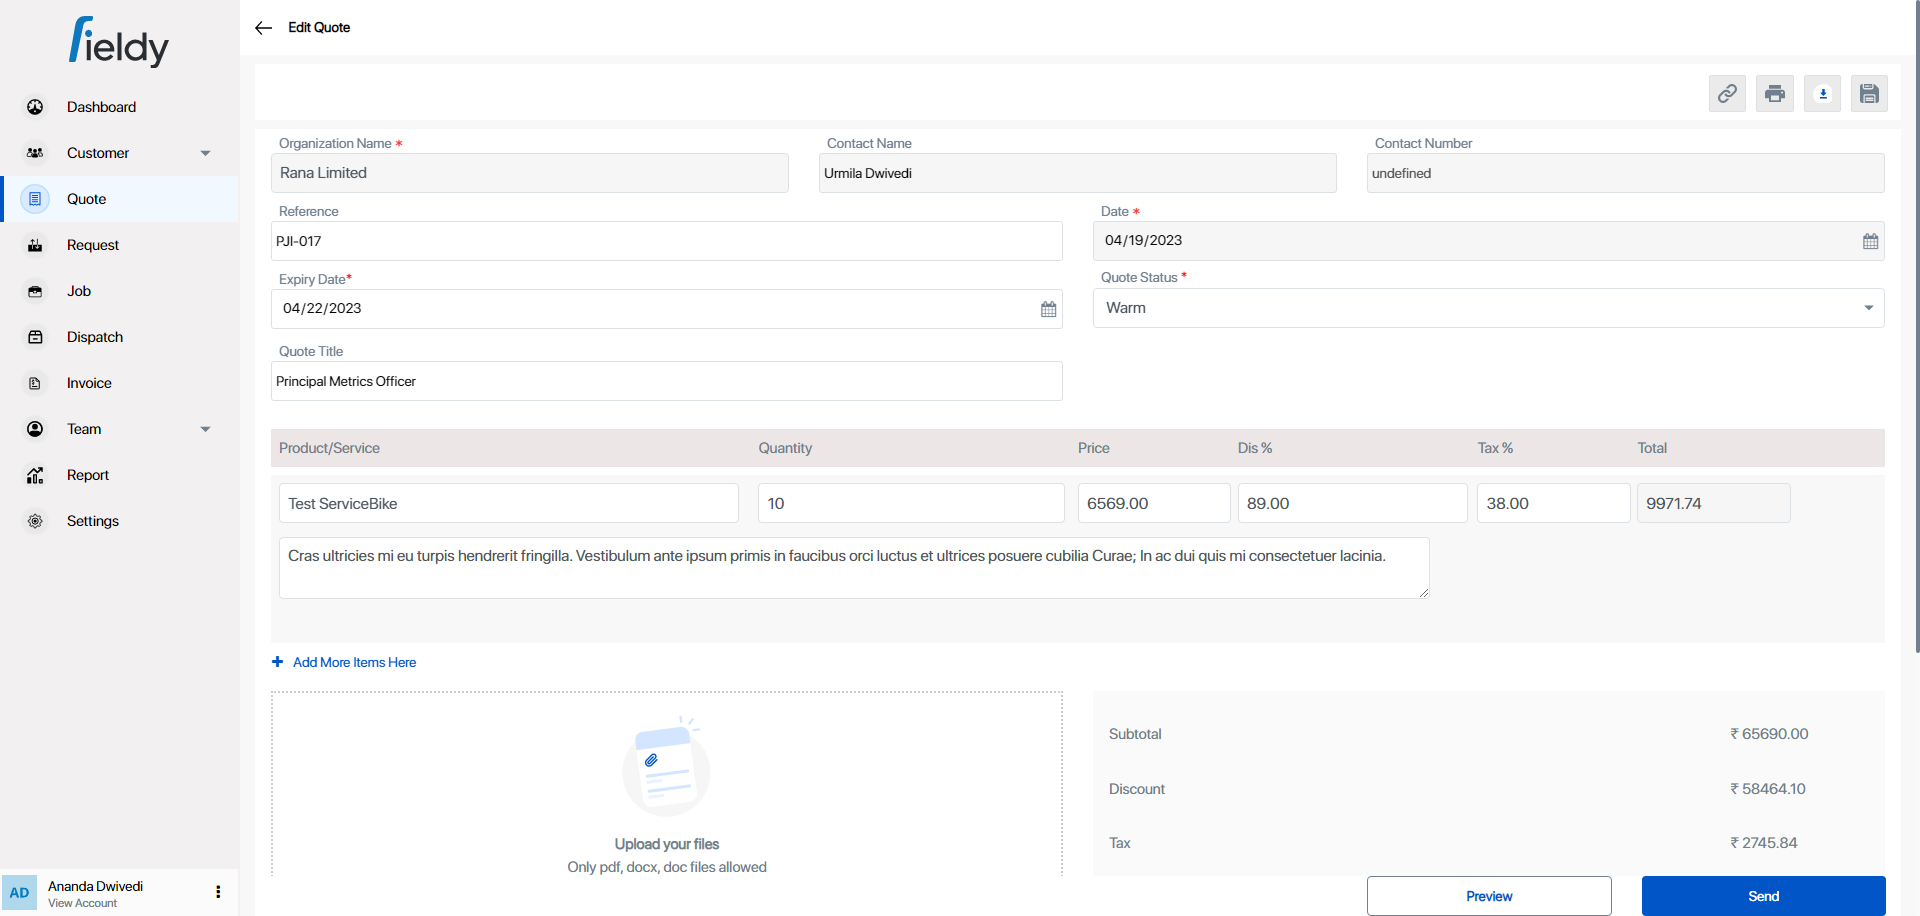 fieldy
Edit Quote
Dashboard
Customer
Quote
Request
Job
Dispatch
Invoice
Team
Report
Settings
AD
Ananda Dwivedi
View Account
Organization Name *
Contact Name
Contact Number
Rana Limited
Urmila Dwivedi
undefined
Reference
Date *
PJI-017
04/19/2023
Expiry Date*
Quote Status *
04/22/2023
Warm
Quote Title
Principal Metrics Officer
Product/Service Quantity Price Dis % Tax % Total
Test ServiceBike 10 6569.00 89.00 38.00 9971.74
Cras ultricies mi eu turpis hendrerit fringilla. Vestibulum ante ipsum primis in faucibus orci luctus et ultrices posuere cubilia Curae; In ac dui quis mi consectetuer lacinia.
+ Add More Items Here
Upload your files
Only pdf, docx, doc files allowed
Subtotal ₹ 65690.00
Discount ₹ 58464.10
Tax ₹ 2745.84
Preview
Send